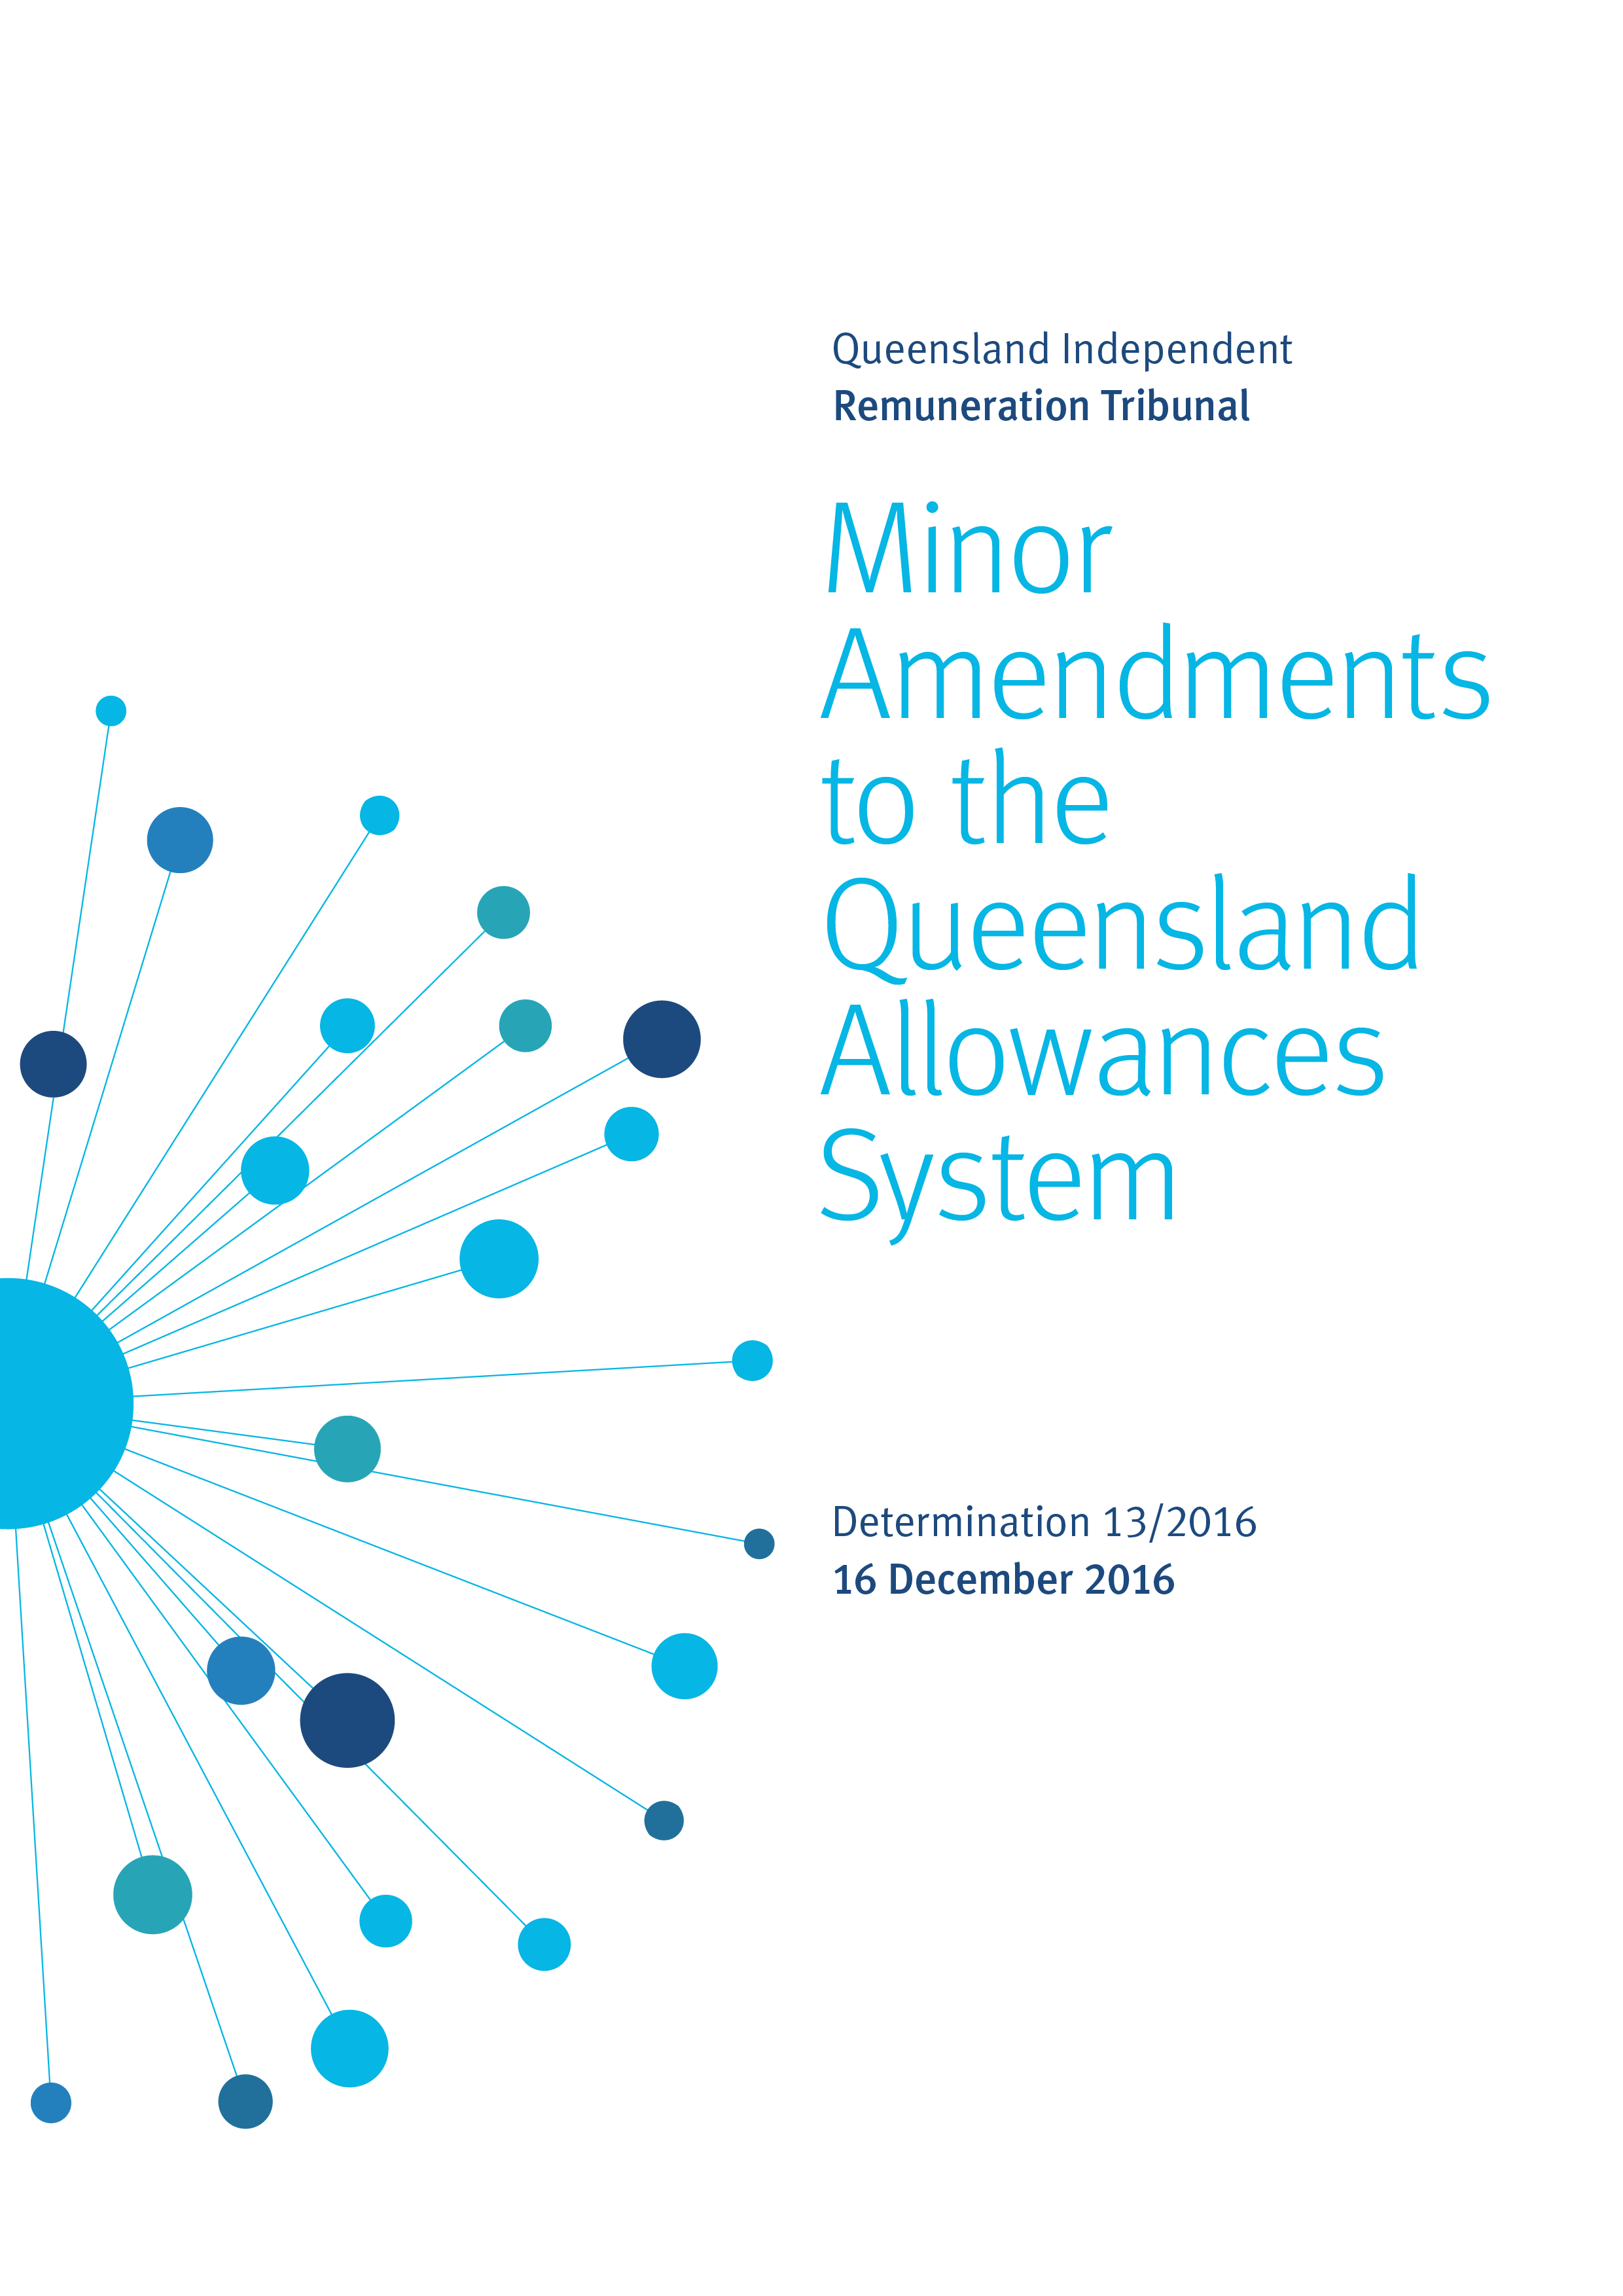 Queensland Independent
Remuneration Tribunal
Minor
Amendments
to the
Queensland
Allowances
System
Determination 13/2016
16 December 2016